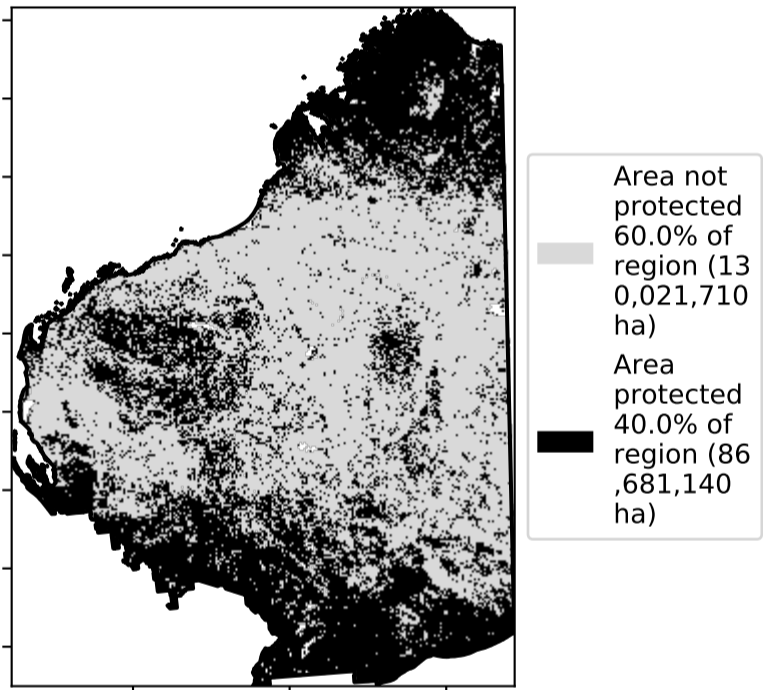 Area not
protected
60.0% of
region (13
0,021,710
ha)
Area
protected
40.0% of
region (86
,681,140
ha)